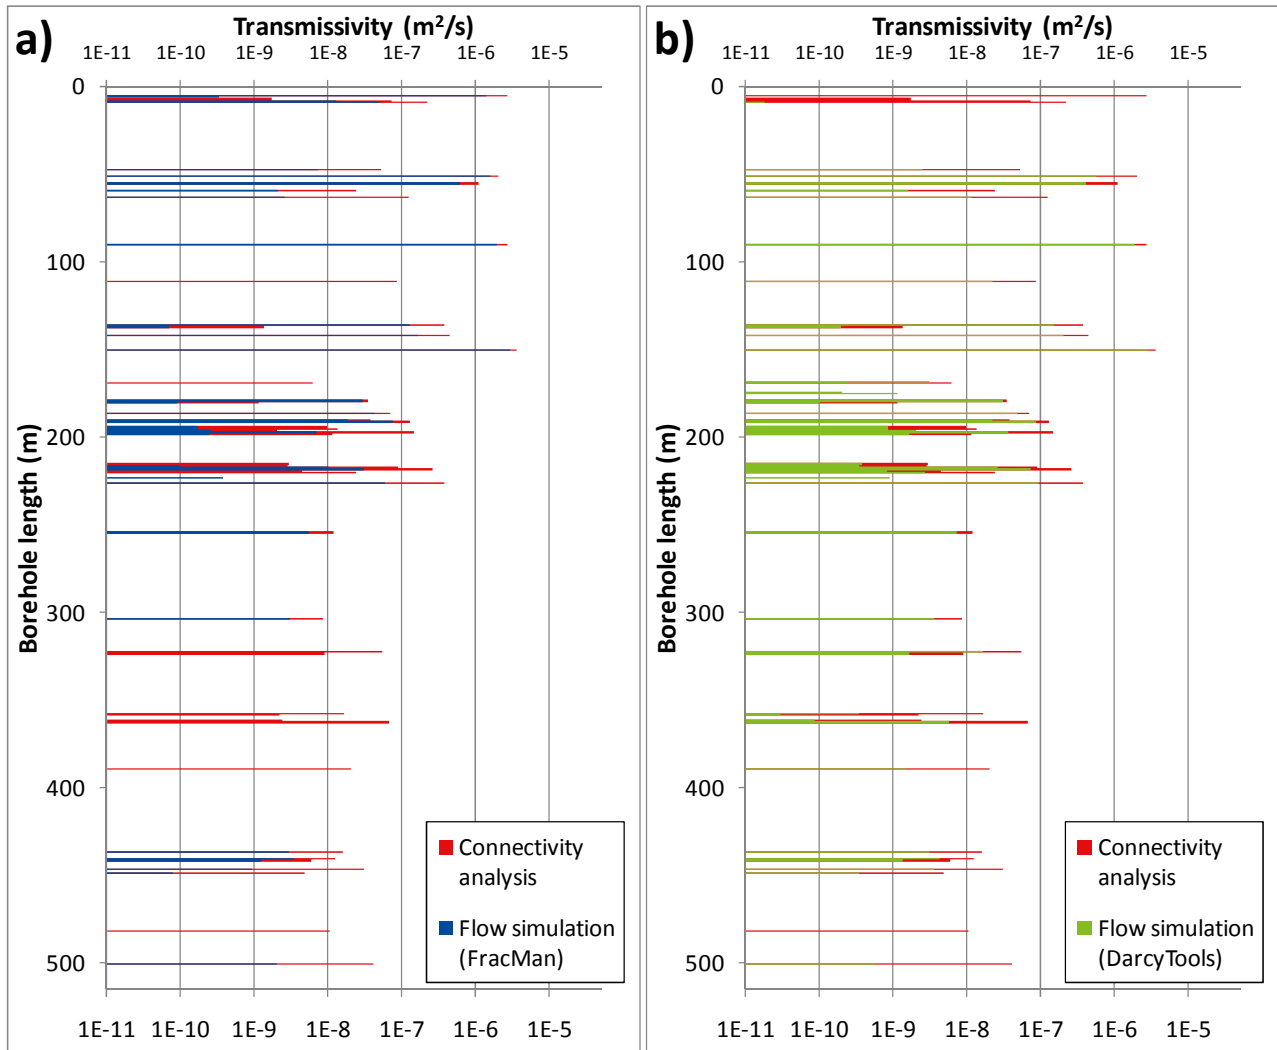 a)
Transmissivity (m²/s)
1E-11 1E-10 1E-9 1E-8 1E-7 1E-6 1E-5
0
100
200
300
400
500
Borehole length (m)
Connectivity
analysis
Flow simulation
(FracMan)
1E-11 1E-10 1E-9 1E-8 1E-7 1E-6 1E-5
b)
Transmissivity (m²/s)
1E-11 1E-10 1E-9 1E-8 1E-7 1E-6 1E-5
0
100
200
300
400
500
Borehole length (m)
Connectivity
analysis
Flow simulation
(DarcyTools)
1E-11 1E-10 1E-9 1E-8 1E-7 1E-6 1E-5